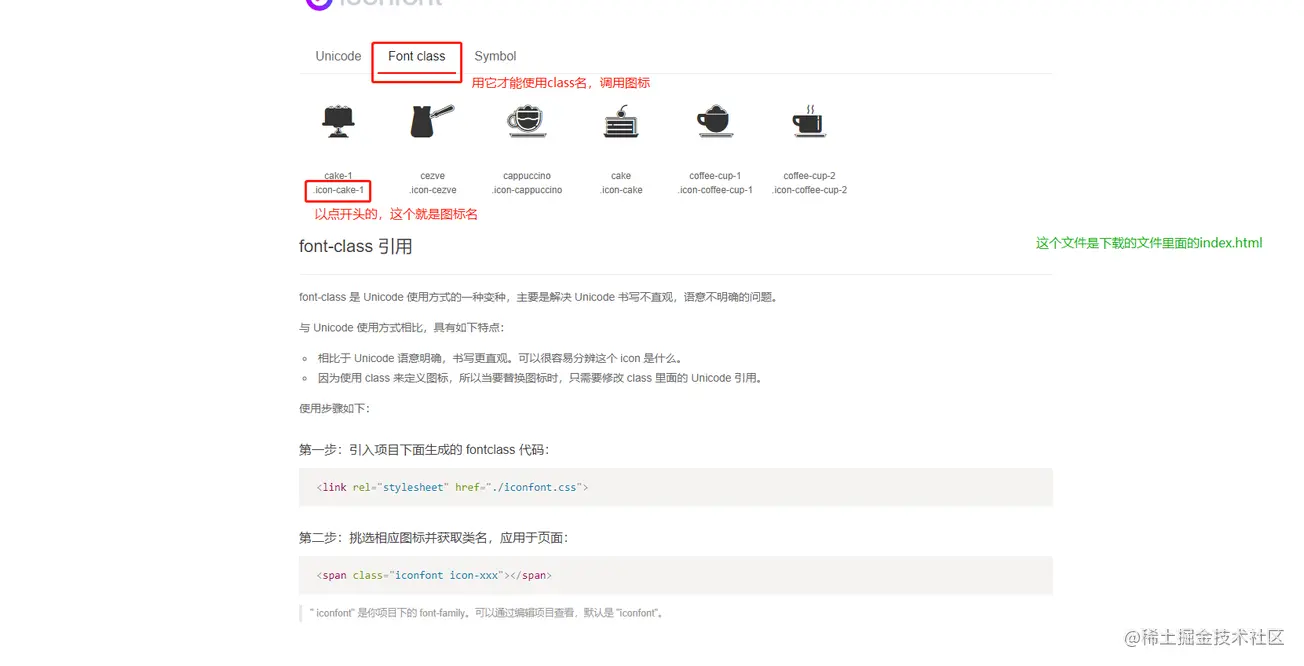 iconfont
Unicode Font class Symbol
用它才能使用class名，调用图标
cake-1 cezve cappuccino cake coffee-cup-1 coffee-cup-2
.icon-cake-1 .icon-cezve .icon-cappuccino .icon-cake .icon-coffee-cup-1 .icon-coffee-cup-2
以点开头的，这个就是图标名
font-class 引用
这个文件是下载的文件里面的index.html
font-class 是 Unicode 使用方式的一种变种，主要是解决 Unicode 书写不直观，语意不明确的问题。
与 Unicode 使用方式相比，具有如下特点：
相比于 Unicode 语意明确，书写更直观。可以很容易分辨这个 icon 是什么。
因为使用 class 来定义图标，所以当要替换图标时，只需要修改 class 里面的 Unicode 引用。
使用步骤如下：
第一步：引入项目下面生成的 fontclass 代码：
<link rel="stylesheet" href="./iconfont.css">
第二步：挑选相应图标并获取类名，应用于页面：
<span class="iconfont icon-xxx"></span>
" iconfont" 是你项目下的 font-family。可以通过编辑项目查看，默认是 "iconfont"。
@稀土掘金技术社区